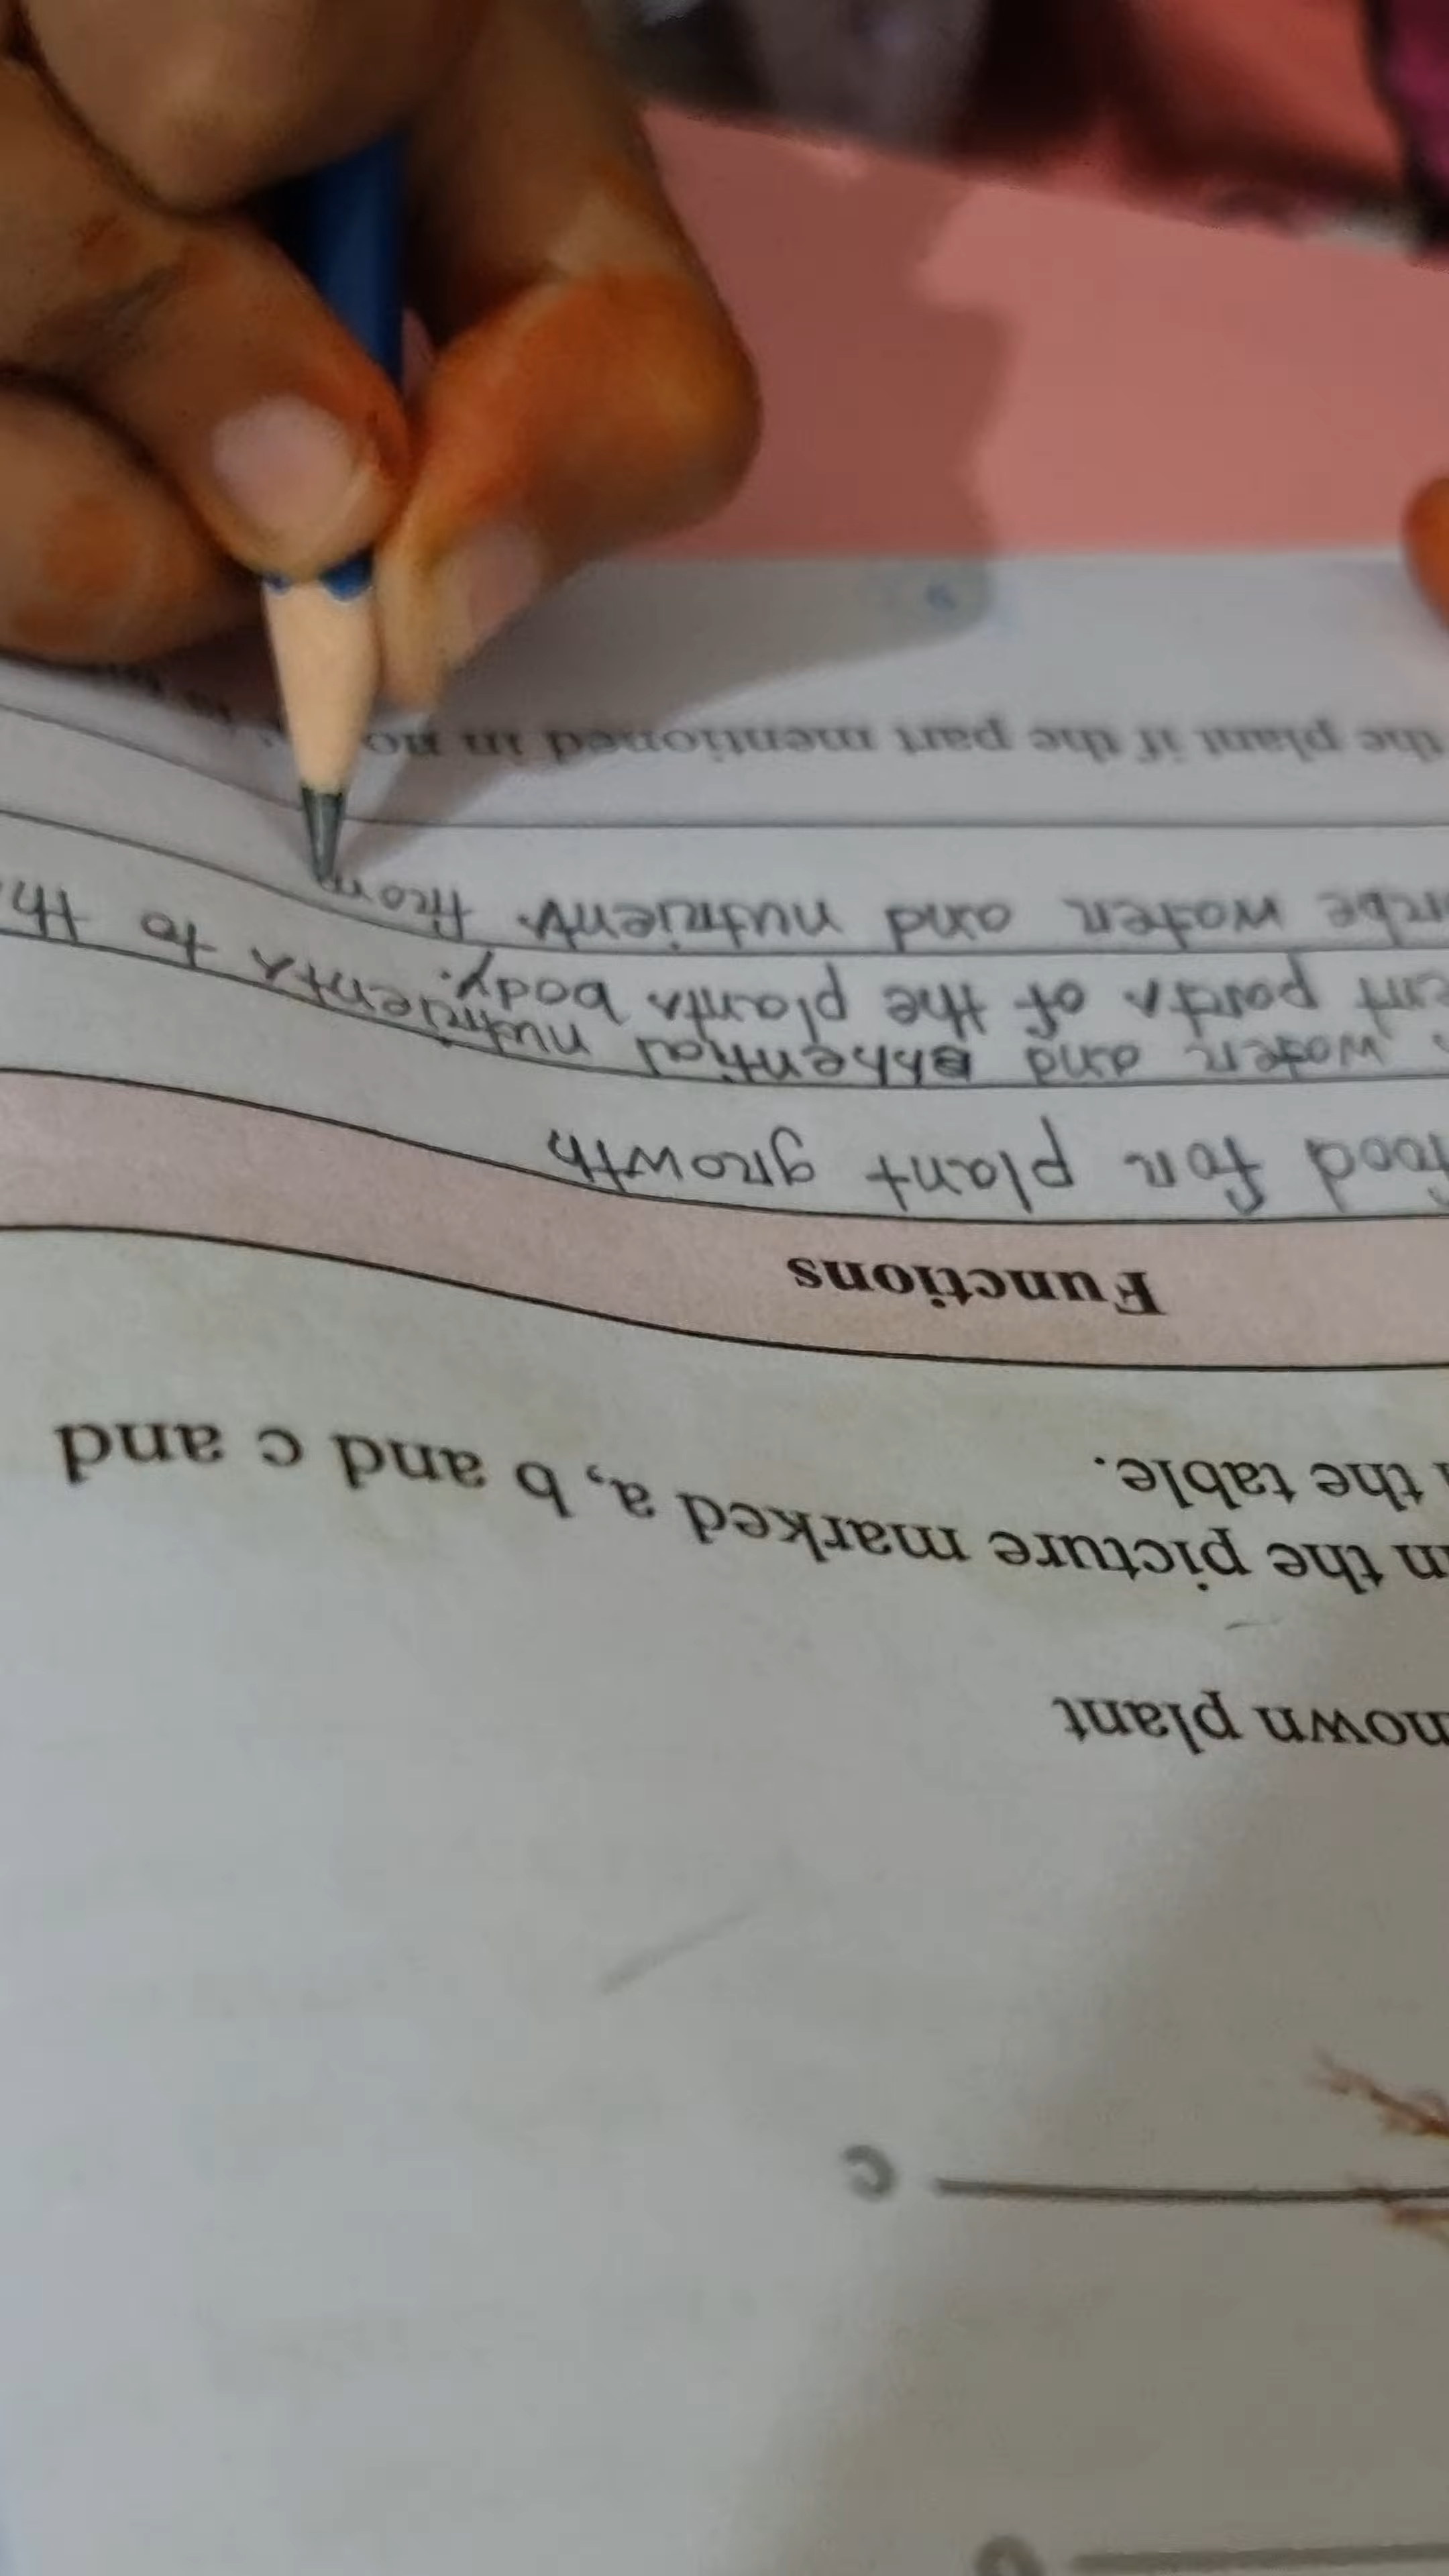 c
nown plant
n the picture marked a, b and c and
the table.
Functions
food for plant growth
water and essential nutrients to th
parts of the plants body.
water and nutrients from
the plant if the part mentioned in